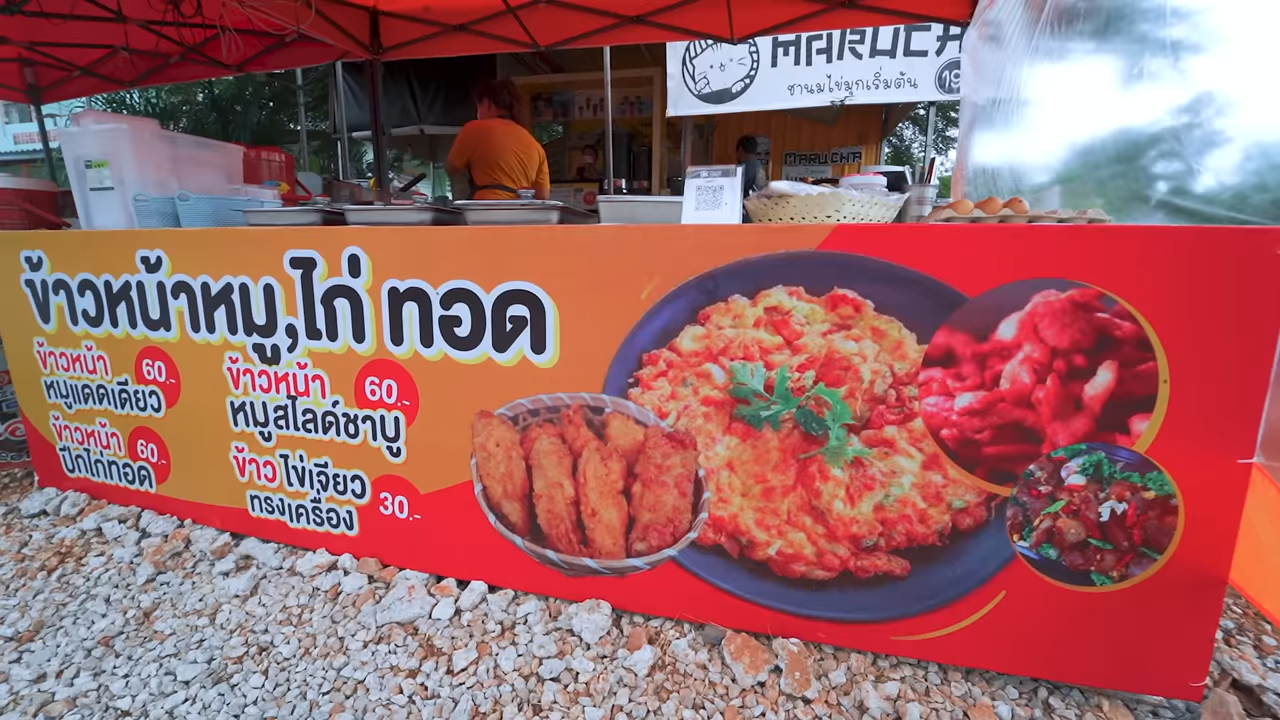 MARUCHA
ชานมไข่มุกเริ่มต้น
19
MARUCHA
ข้าวหน้าหมู,ไก่ ทอด
ข้าวหน้า
หมูแดดเดียว
60.-
ข้าวหน้า
ปีกไก่ทอด
60.-
ข้าวหน้า
หมูสไลด์ชาบู
60.-
ข้าว ไข่เจียว
ทรงเครื่อง
30.-